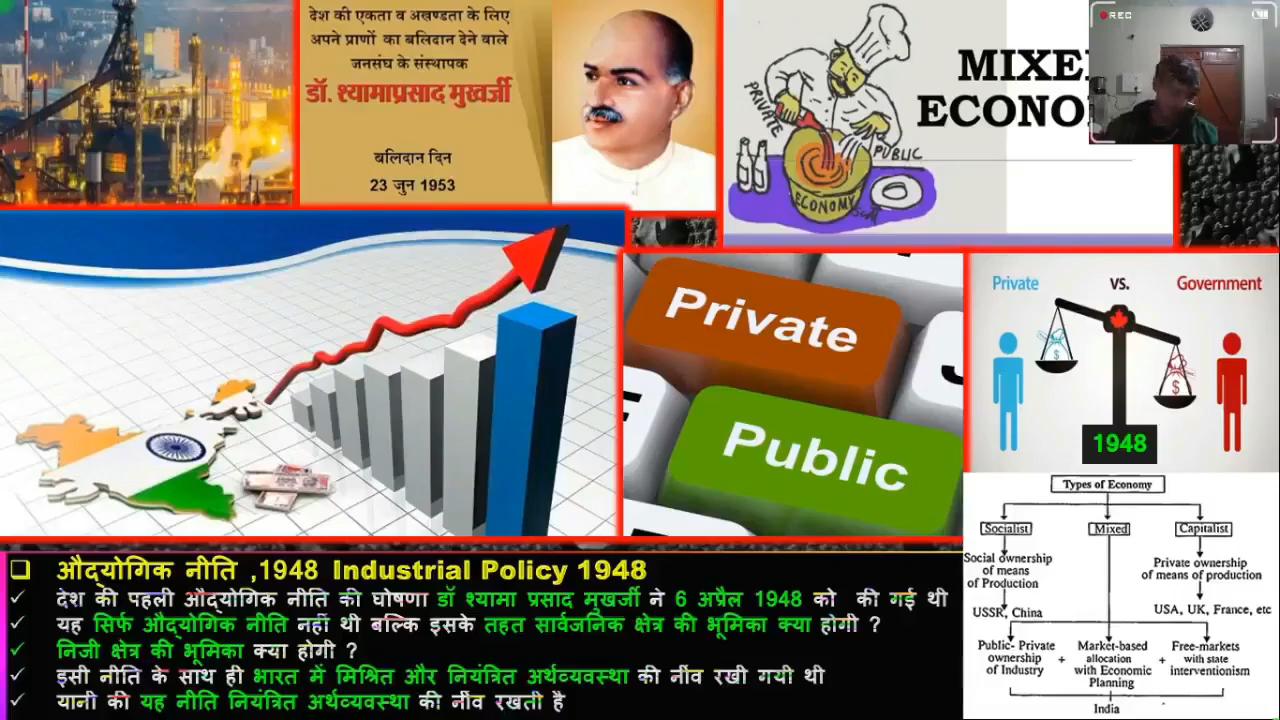 देश की एकता व अखण्डता के लिए
अपने प्राणों का बलिदान देने वाले
जनसंघ के संस्थापक
डॉ. श्यामाप्रसाद मुखर्जी
बलिदान दिन
23 जुन 1953
PRIVATE
PUBLIC
ECONOMY
MIXE
ECONO
REC
Private
Public
Private VS. Government
$
1948
Types of Economy
Socialist Mixed Capitalist
Social ownership
of means
of Production
Private ownership
of means of production
USSR, China
USA, UK, France, etc
Public- Private
ownership
of Industry
+
Market-based
allocation
with Economic
Planning
+
Free-markets
with state
interventionism
India
औद्योगिक नीति ,1948 Industrial Policy 1948
देश की पहली औद्योगिक नीति की घोषणा डॉ श्यामा प्रसाद मुखर्जी ने 6 अप्रैल 1948 को की गई थी
यह सिर्फ औद्योगिक नीति नहीं थी बल्कि इसके तहत सार्वजनिक क्षेत्र की भूमिका क्या होगी ?
निजी क्षेत्र की भूमिका क्या होगी ?
इसी नीति के साथ ही भारत में मिश्रित और नियंत्रित अर्थव्यवस्था की नींव रखी गयी थी
यानी की यह नीति नियंत्रित अर्थव्यवस्था की नींव रखती है